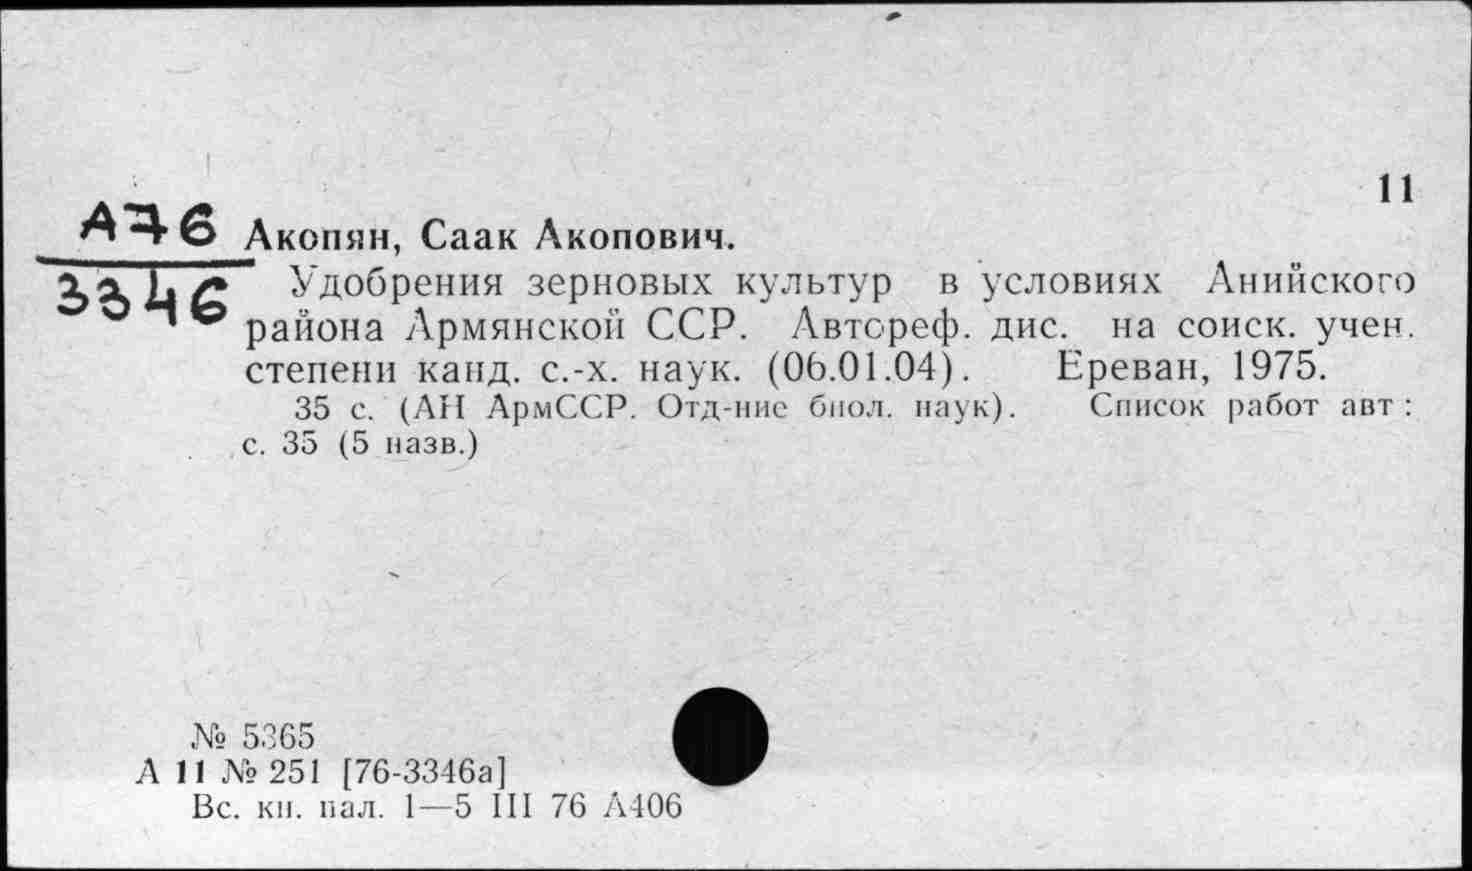 11
А76
3346
Акопян, Саак Акопович.
Удобрения зерновых культур в условиях Анийского
района Армянской ССР. Автореф. дис. на соиск. учен.
степени канд. с.-х. наук. (06.01.04). Ереван, 1975.
35 с. (АН АрмССР. Отд-ние биол. наук). Список работ авт :
с. 35 (5 назв.)
№ 5365
А 11 № 251 [76-3346а]
Вс. кн. пал. 1—5 III 76 А406